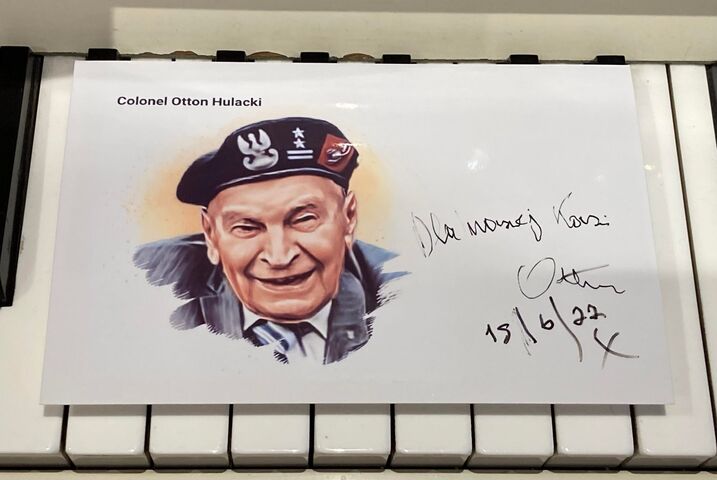 Colonel Otton Hulacki
Dla naszej Kasi
Otton
18/6/22
X